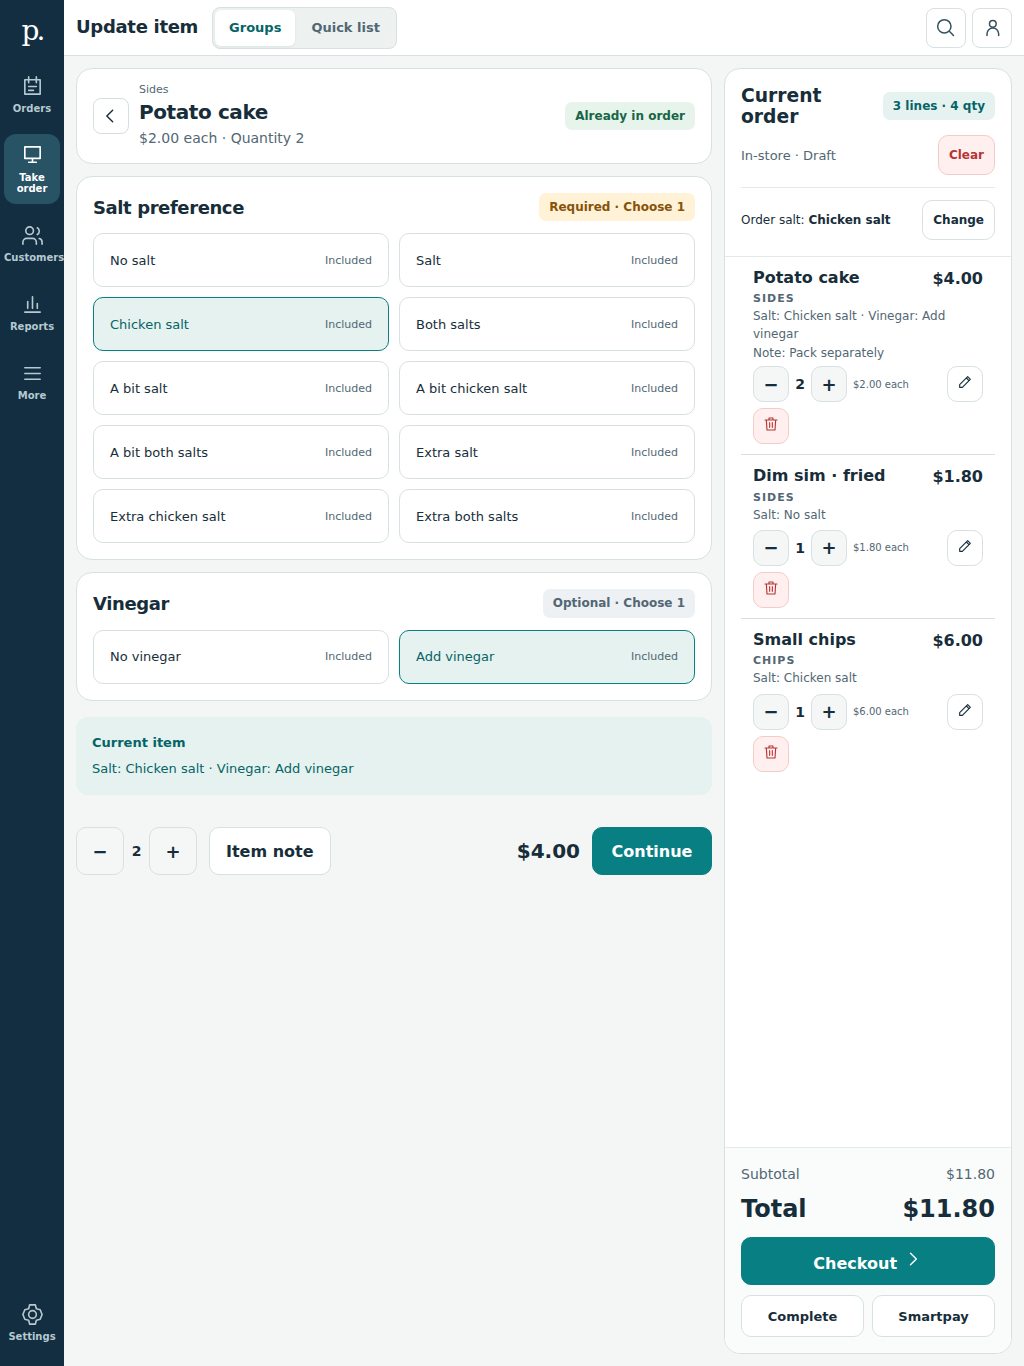 p.
Orders
Take
order
Customers
Reports
More
Settings
Update item
Groups
Quick list
Sides
Potato cake
$2.00 each · Quantity 2
Already in order
Salt preference
Required · Choose 1
No salt Included
Salt Included
Chicken salt Included
Both salts Included
A bit salt Included
A bit chicken salt Included
A bit both salts Included
Extra salt Included
Extra chicken salt Included
Extra both salts Included
Vinegar
Optional · Choose 1
No vinegar Included
Add vinegar Included
Current item
Salt: Chicken salt · Vinegar: Add vinegar
− 2 + Item note $4.00 Continue
Current
order
3 lines · 4 qty
In-store · Draft
Clear
Order salt: Chicken salt
Change
Potato cake $4.00
SIDES
Salt: Chicken salt · Vinegar: Add
vinegar
Note: Pack separately
− 2 + $2.00 each
Dim sim · fried $1.80
SIDES
Salt: No salt
− 1 + $1.80 each
Small chips $6.00
CHIPS
Salt: Chicken salt
− 1 + $6.00 each
Subtotal $11.80
Total $11.80
Checkout
Complete
Smartpay